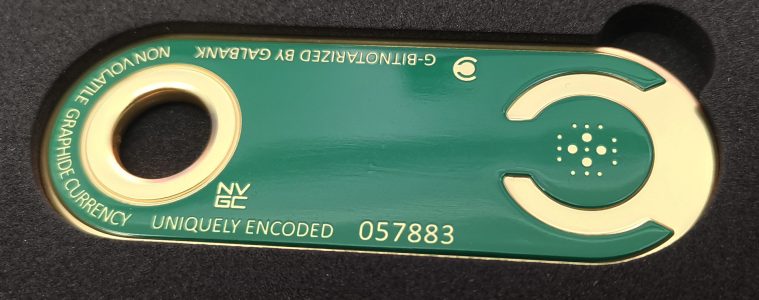 G-BITNOTARIZED BY GALBANK
NON VOLATILE GRAPHIDE CURRENCY
NV
GC
UNIQUELY ENCODED 057883